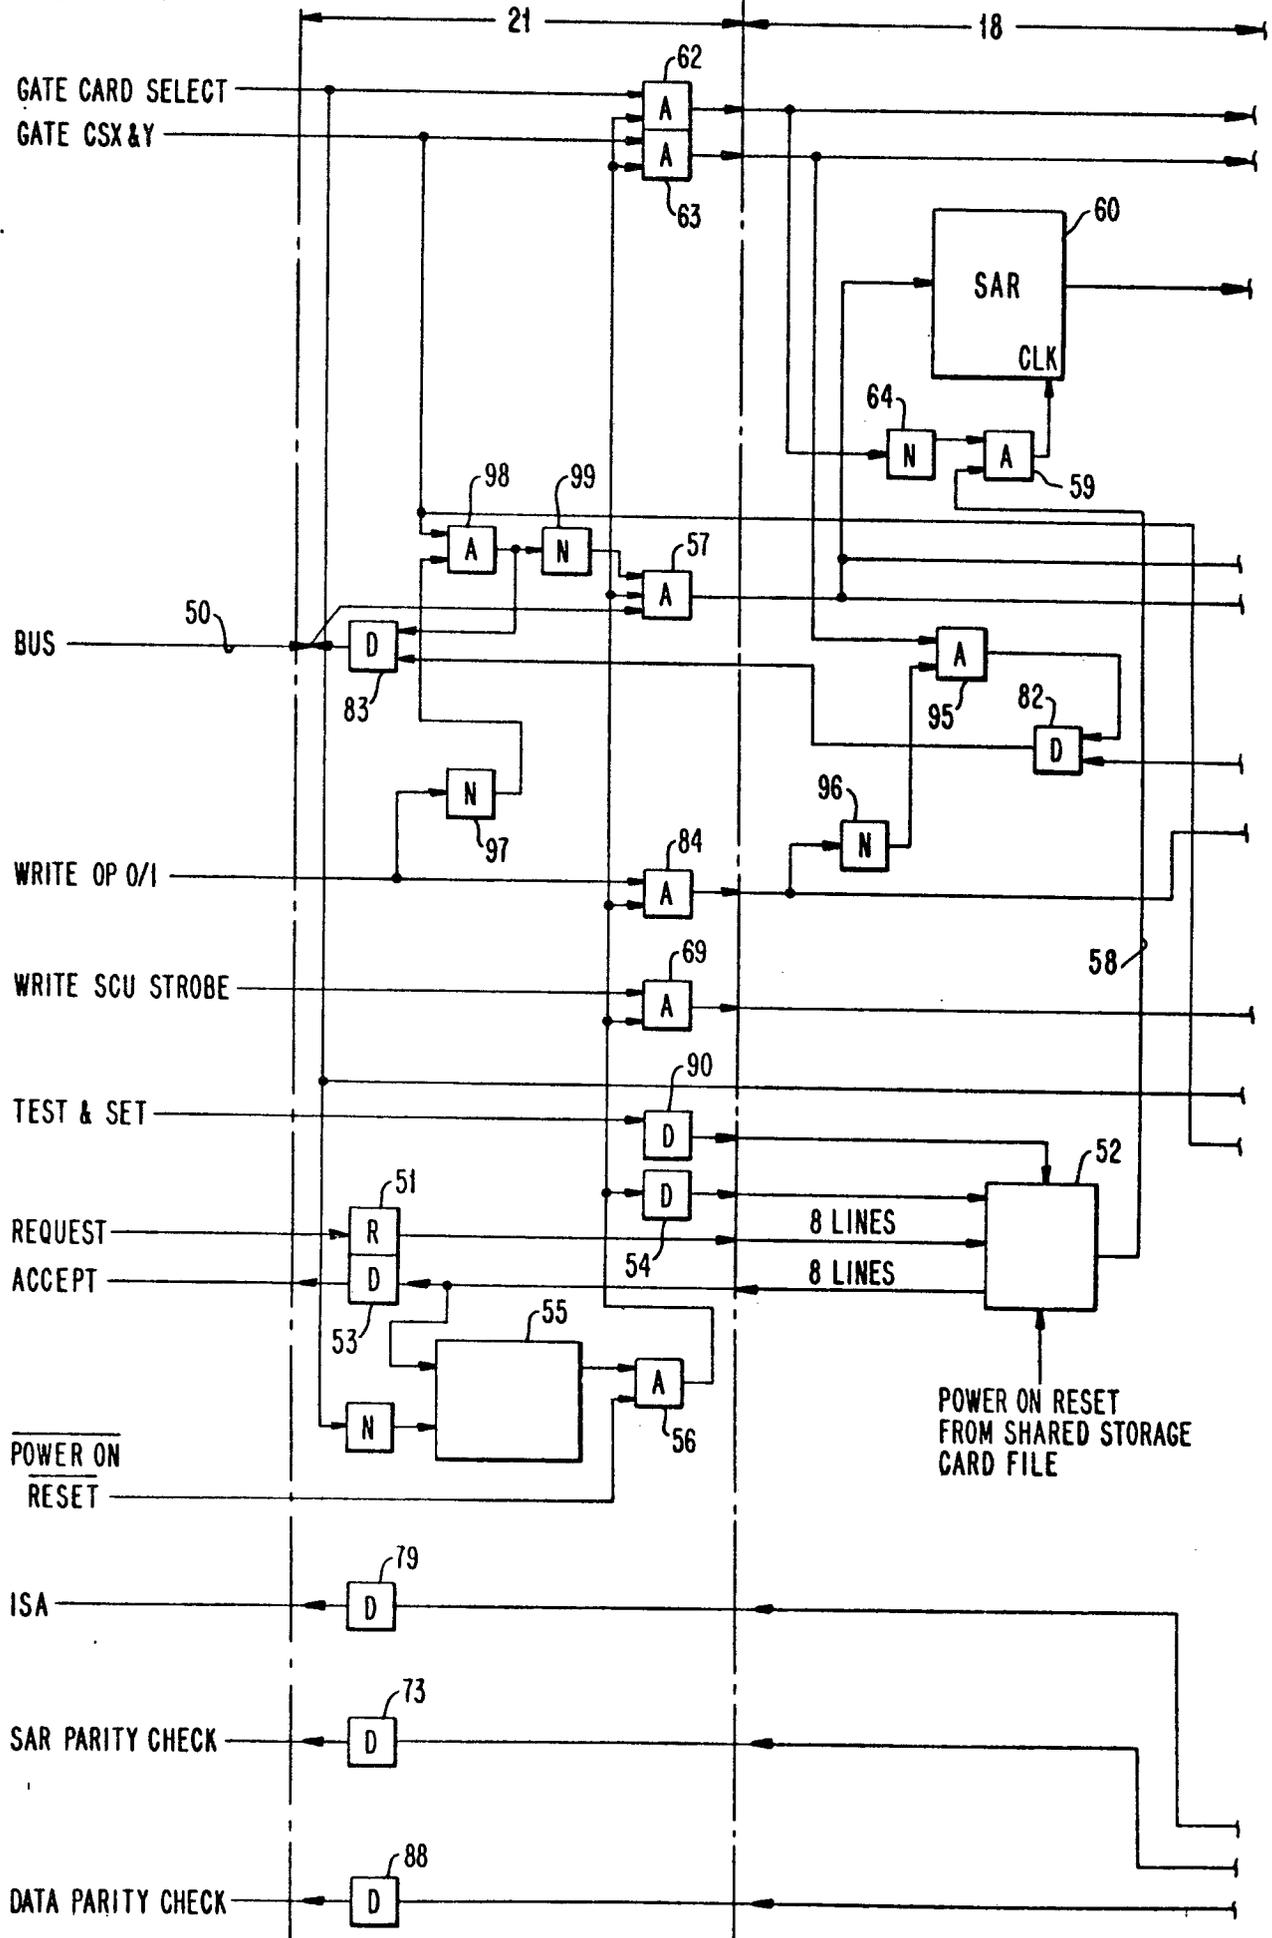 21
18
62
GATE CARD SELECT
A
GATE CSX&Y
A
63
60
SAR
CLK
64
N
A
59
98
99
57
A
N
A
50
BUS
D
83
A
95
82
D
N
97
96
N
84
WRITE OP 0/1
A
58
69
WRITE SCU STROBE
A
90
TEST & SET
D
52
51
D
54
REQUEST
R
8 LINES
ACCEPT
D
8 LINES
53
55
A
56
N
POWER ON
RESET
POWER ON RESET
FROM SHARED STORAGE
CARD FILE
79
ISA
D
73
SAR PARITY CHECK
D
88
DATA PARITY CHECK
D